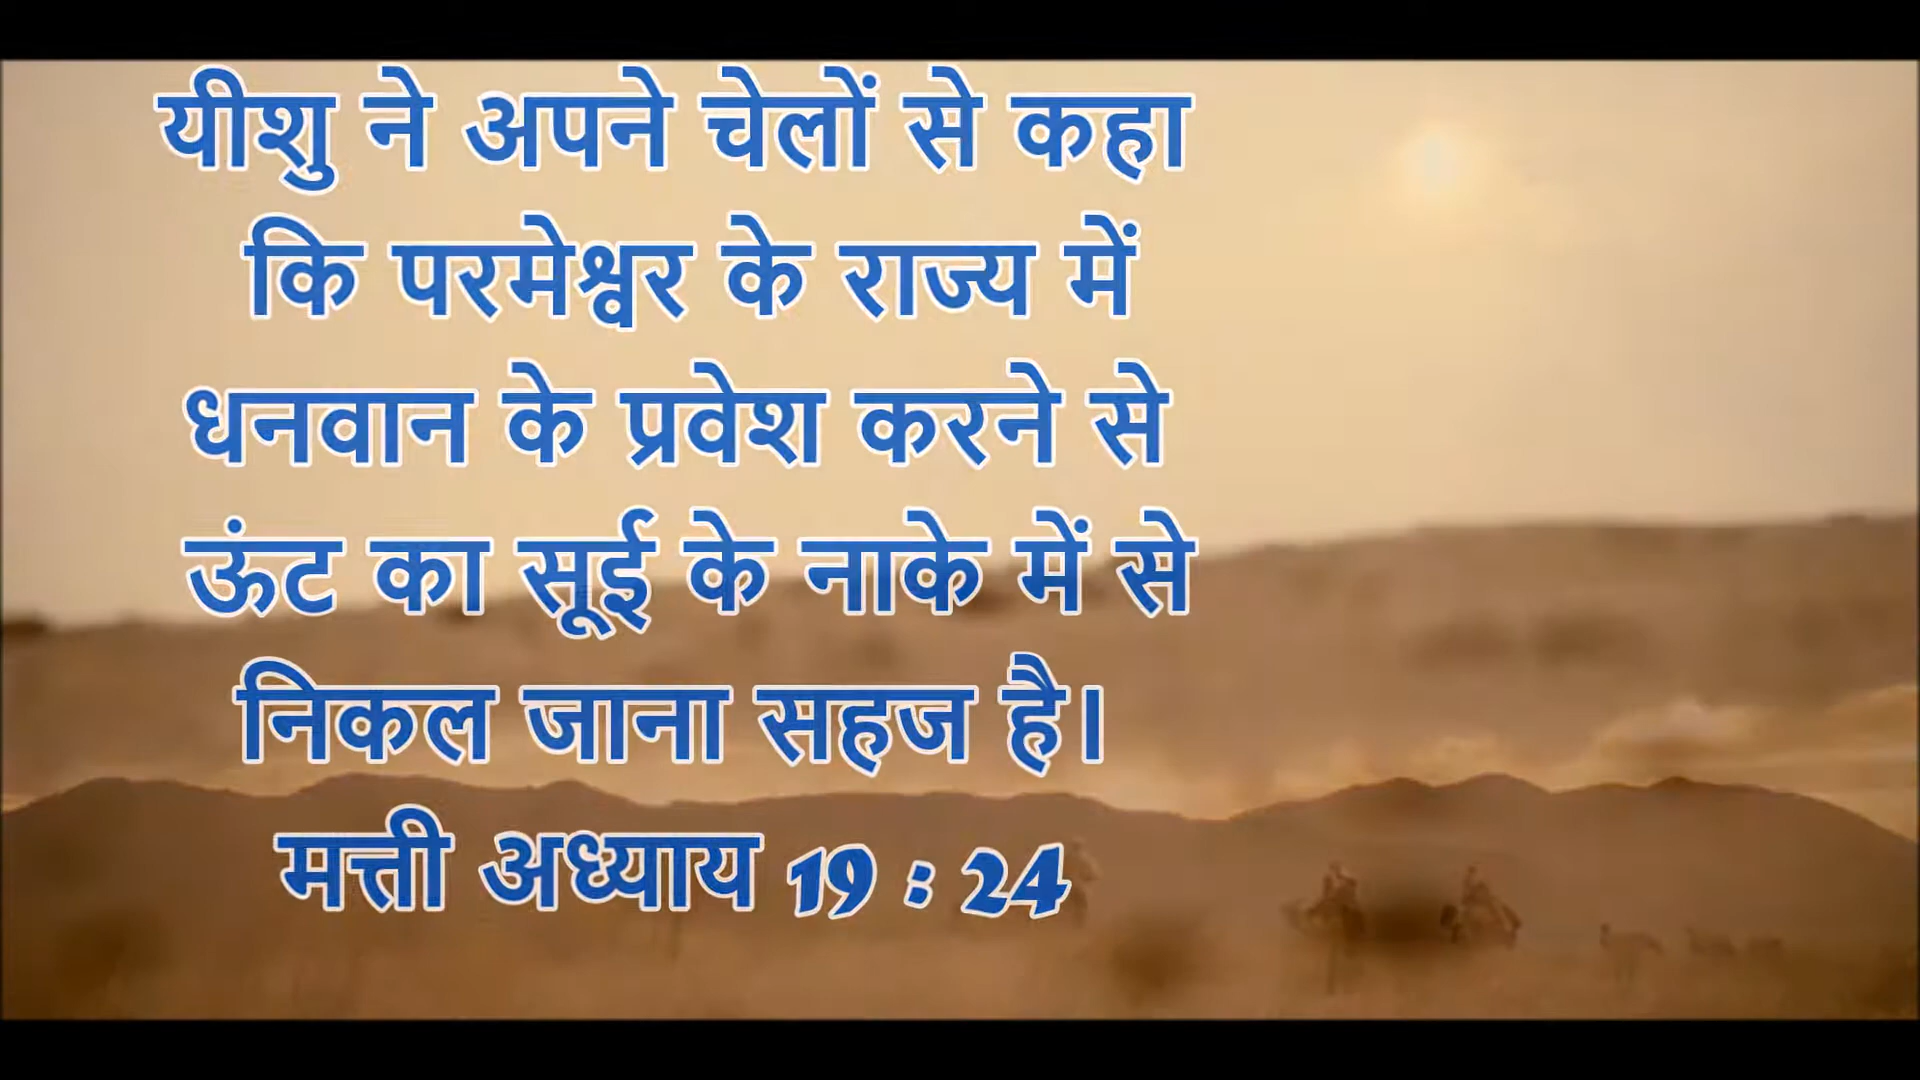 यीशु ने अपने चेलों से कहा
कि परमेश्वर के राज्य में
धनवान के प्रवेश करने से
ऊंट का सूई के नाके में से
निकल जाना सहज है।
मत्ती अध्याय 19 : 24